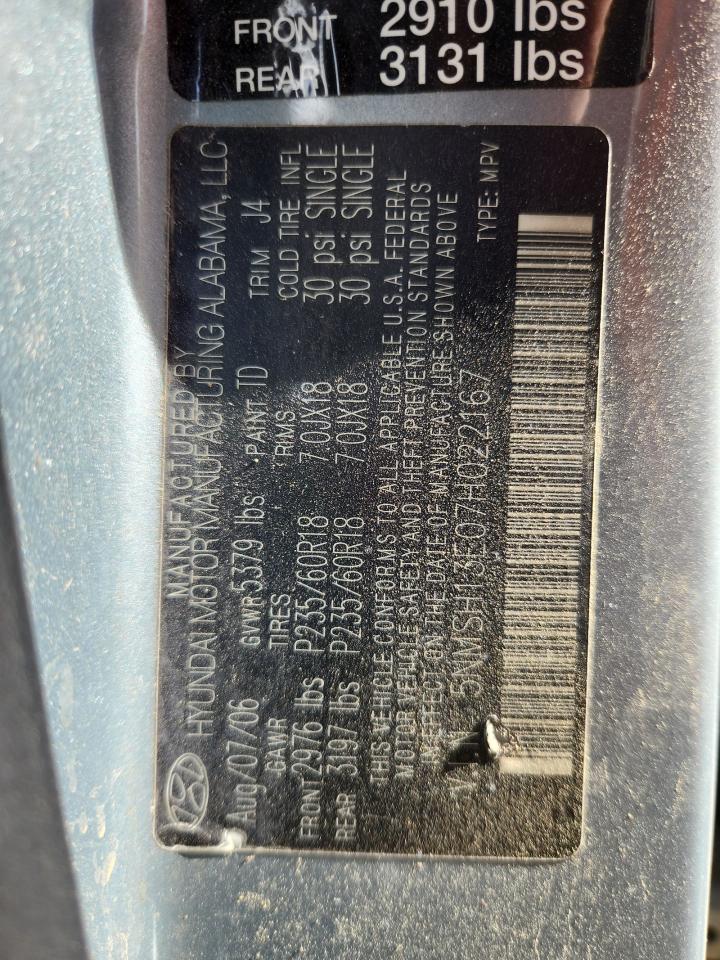 FRONT 2910 lbs
REAR 3131 lbs
MANUFACTURED BY
HYUNDAI MOTOR MANUFACTURING ALABAMA, LLC
Aug/07/06 GVWR 5379 lbs PAINT TD TRIM J4
GAWR TIRES RIMS COLD TIRE INFL
FRONT 2976 lbs P235/60R18 7.0JX18 30 psi SINGLE
REAR 3197 lbs P235/60R18 7.0JX18 30 psi SINGLE
THIS VEHICLE CONFORMS TO ALL APPLICABLE U.S.A. FEDERAL
MOTOR VEHICLE SAFETY AND THEFT PREVENTION STANDARDS
IN EFFECT ON THE DATE OF MANUFACTURE SHOWN ABOVE
5NMSH13E07H022167 TYPE: MPV